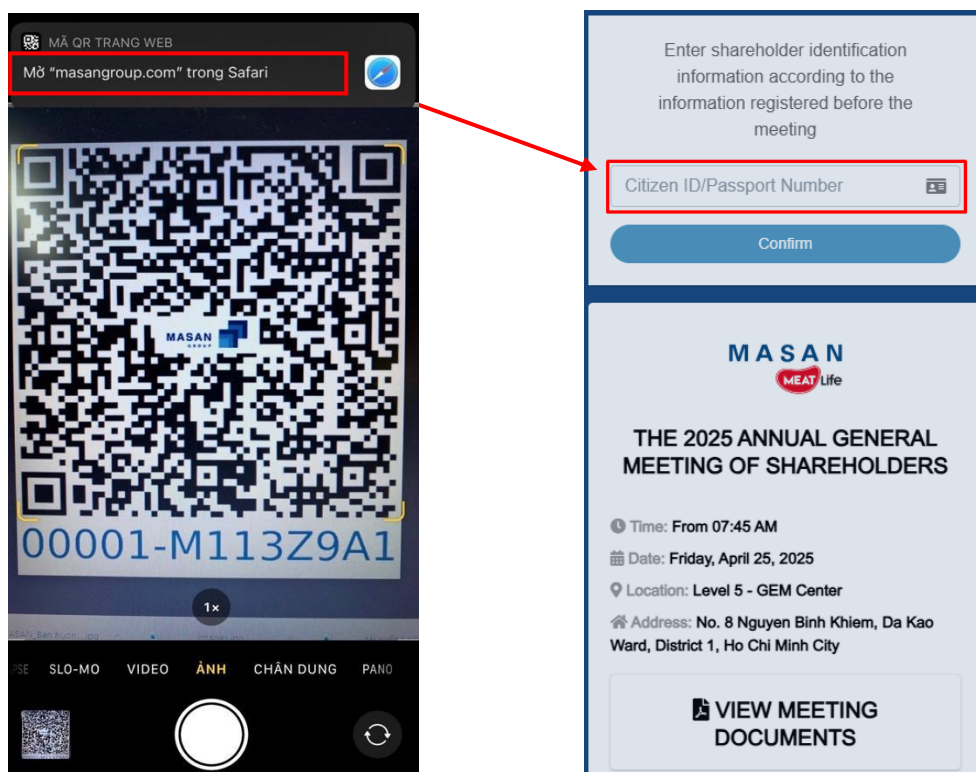 MÃ QR TRANG WEB
Mở "masangroup.com" trong Safari
MASAN
GROUP
00001-M113Z9A1
1×
SLO-MO VIDEO ẢNH CHÂN DUNG PANO
Enter shareholder identification
information according to the
information registered before the
meeting
Citizen ID/Passport Number
Confirm
MASAN
MEAT Life
THE 2025 ANNUAL GENERAL
MEETING OF SHAREHOLDERS
Time: From 07:45 AM
Date: Friday, April 25, 2025
Location: Level 5 - GEM Center
Address: No. 8 Nguyen Binh Khiem, Da Kao
Ward, District 1, Ho Chi Minh City
VIEW MEETING
DOCUMENTS